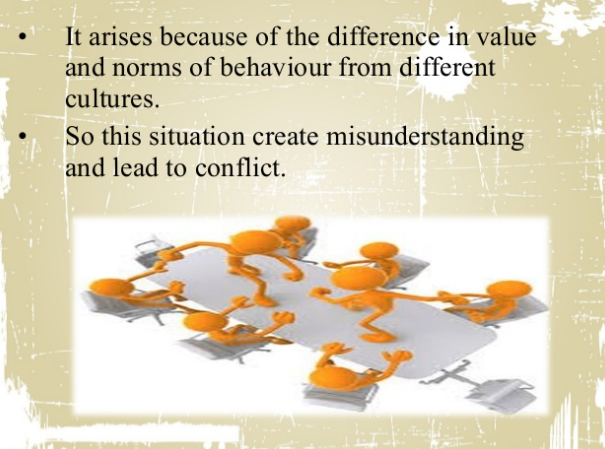 • It arises because of the difference in value
and norms of behaviour from different
cultures.
• So this situation create misunderstanding
and lead to conflict.